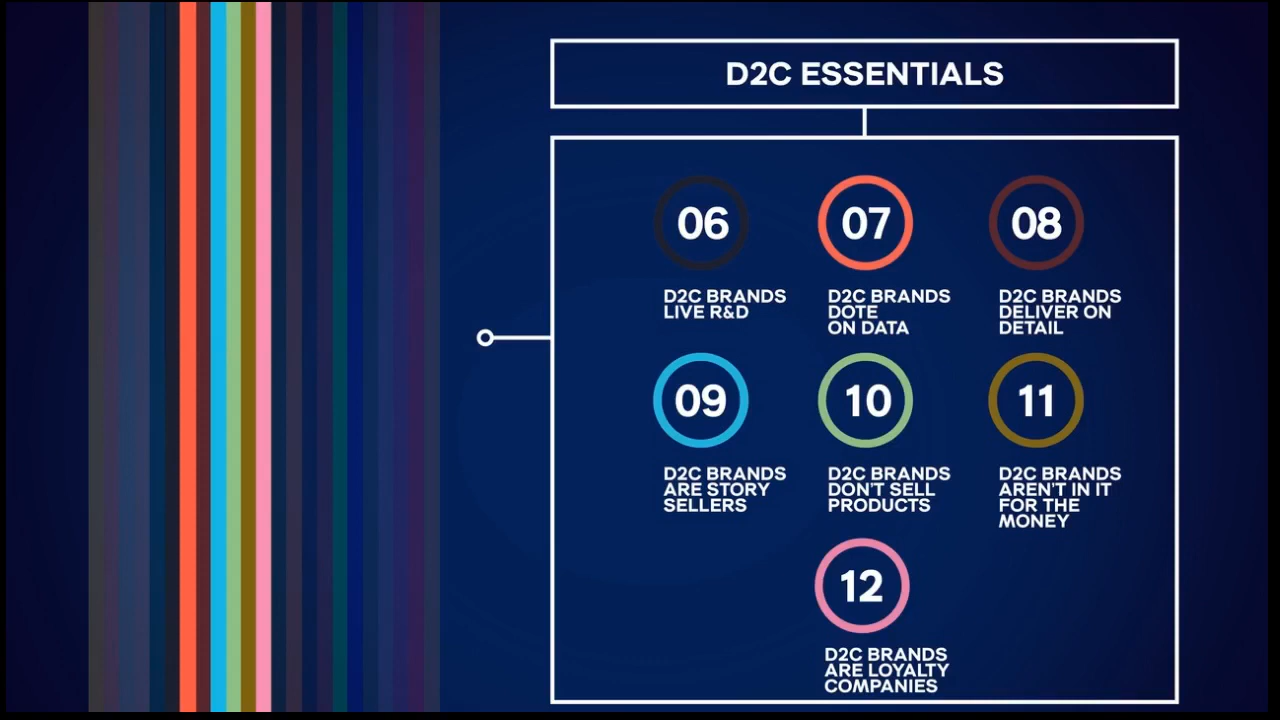 D2C ESSENTIALS
06
D2C BRANDS
LIVE R&D
07
D2C BRANDS
DOTE
ON DATA
08
D2C BRANDS
DELIVER ON
DETAIL
09
D2C BRANDS
ARE STORY
SELLERS
10
D2C BRANDS
DON'T SELL
PRODUCTS
11
D2C BRANDS
AREN'T IN IT
FOR THE
MONEY
12
D2C BRANDS
ARE LOYALTY
COMPANIES